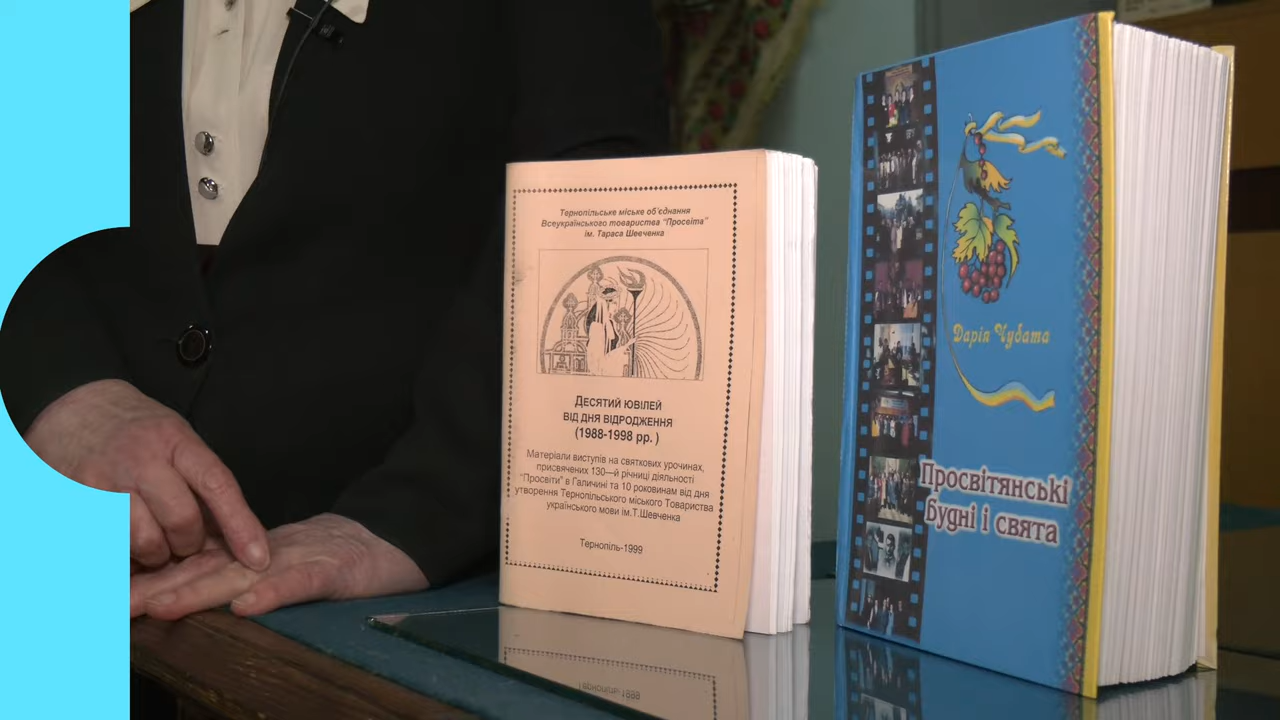 Тернопільське міське об'єднання
Всеукраїнського товариства "Просвіта"
ім. Тараса Шевченка
ДЕСЯТИЙ ЮВІЛЕЙ
ВІД ДНЯ ВІДРОДЖЕННЯ
(1988-1998 рр. )
Матеріали виступів на святкових урочинах,
присвячених 130—й річниці діяльності
"Просвіти" в Галичині та 10 роковинам від дня
утворення Тернопільського міського Товариства
української мови ім.Т.Шевченка
Тернопіль-1999
Дарія Чубата
Просвітянські
будні і свята